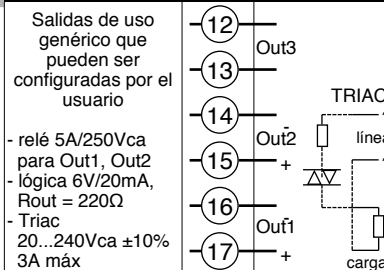 Salidas de uso
genérico que
pueden ser
configuradas por el
usuario
- relé 5A/250Vca
para Out1, Out2
- lógica 6V/20mA,
Rout = 220Ω
- Triac
20...240Vca ±10%
3A máx
12
Out3
13
14
-
Out2
15
+
16
-
Out1
17
+
TRIAC
línea
carga